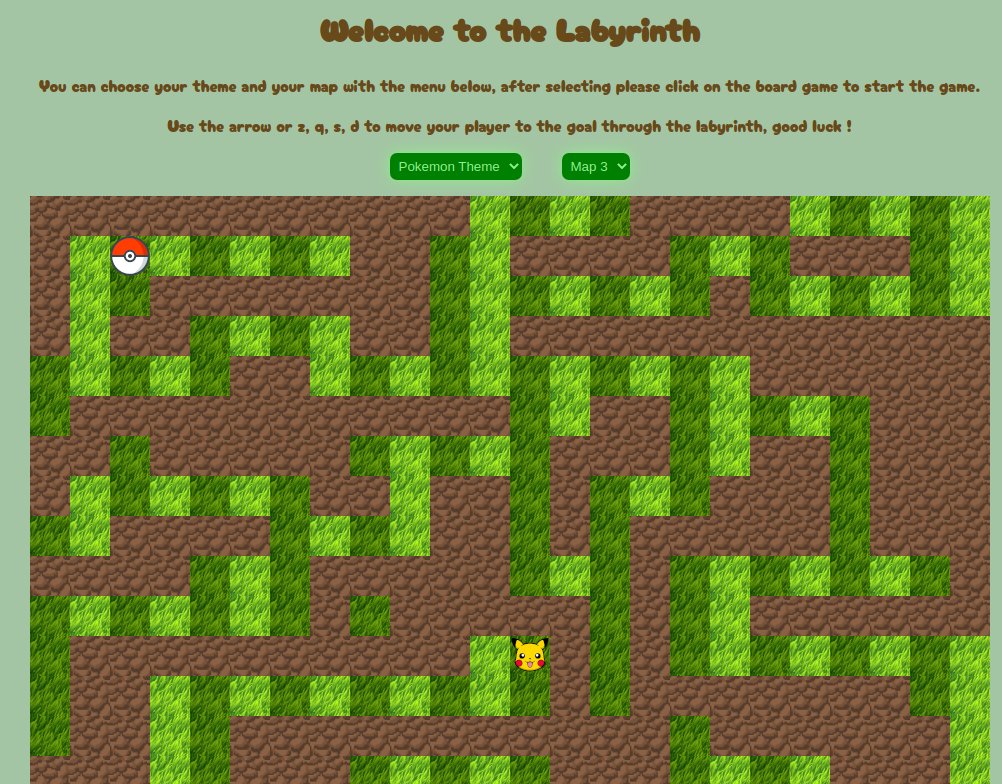 Welcome to the Labyrinth
You can choose your theme and your map with the menu below, after selecting please click on the board game to start the game.
Use the arrow or z, q, s, d to move your player to the goal through the labyrinth, good luck !
Pokemon Theme
Map 3